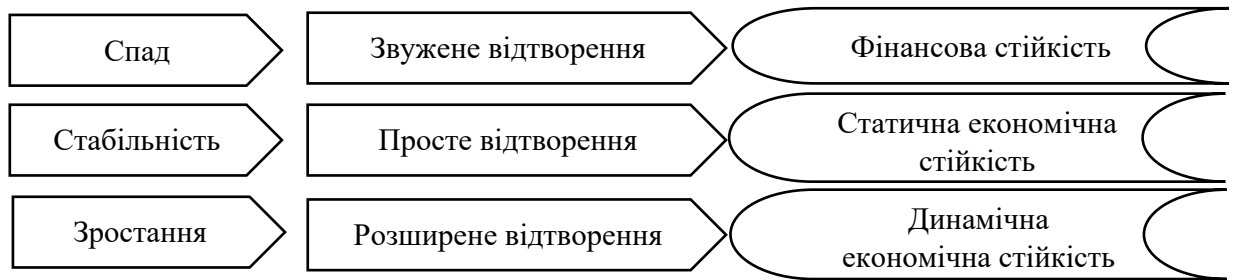 Спад
Звужене відтворення
Фінансова стійкість
Стабільність
Просте відтворення
Статична економічна
стійкість
Зростання
Розширене відтворення
Динамічна
економічна стійкість